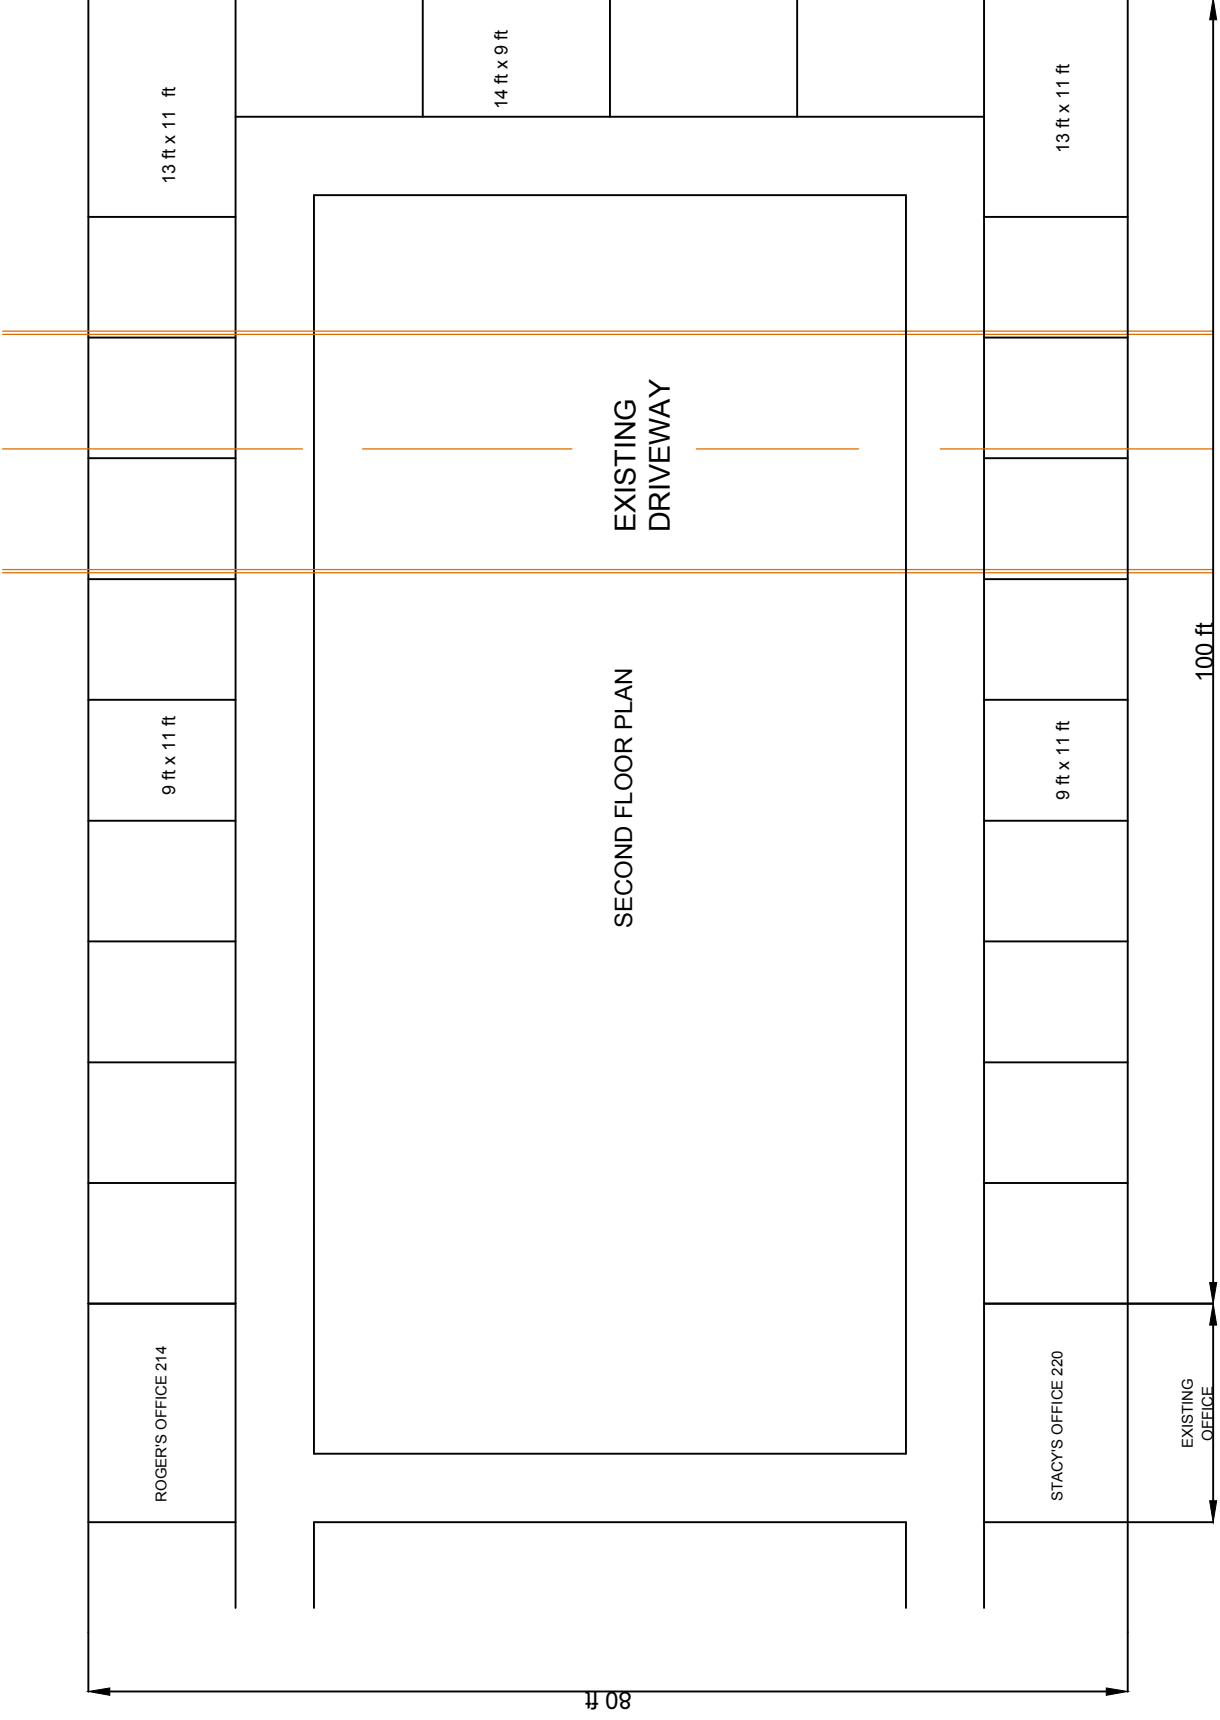 13 ft x 11 ft
14 ft x 9 ft
13 ft x 11 ft
EXISTING
DRIVEWAY
9 ft x 11 ft
SECOND FLOOR PLAN
9 ft x 11 ft
100 ft
ROGER'S OFFICE 214
STACY'S OFFICE 220
EXISTING
OFFICE
80 ft